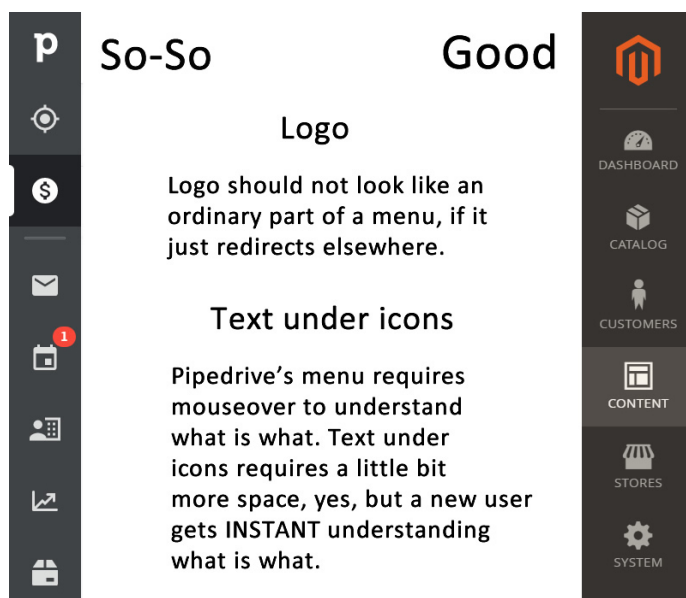 p
So-So
Good
Logo
Logo should not look like an
ordinary part of a menu, if it
just redirects elsewhere.
Text under icons
Pipedrive's menu requires
mouseover to understand
what is what. Text under
icons requires a little bit
more space, yes, but a new user
gets INSTANT understanding
what is what.
$
1
DASHBOARD
CATALOG
CUSTOMERS
CONTENT
STORES
SYSTEM